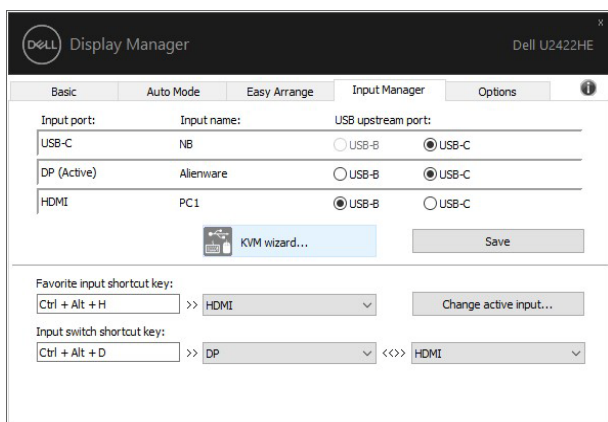 DELL Display Manager Dell U2422HE x
Basic Auto Mode Easy Arrange Input Manager Options i
Input port: Input name: USB upstream port:
USB-C NB USB-B USB-C
DP (Active) Alienware USB-B USB-C
HDMI PC1 USB-B USB-C
KVM wizard... Save
Favorite input shortcut key:
Ctrl + Alt + H >> HDMI Change active input...
Input switch shortcut key:
Ctrl + Alt + D >> DP <<>> HDMI